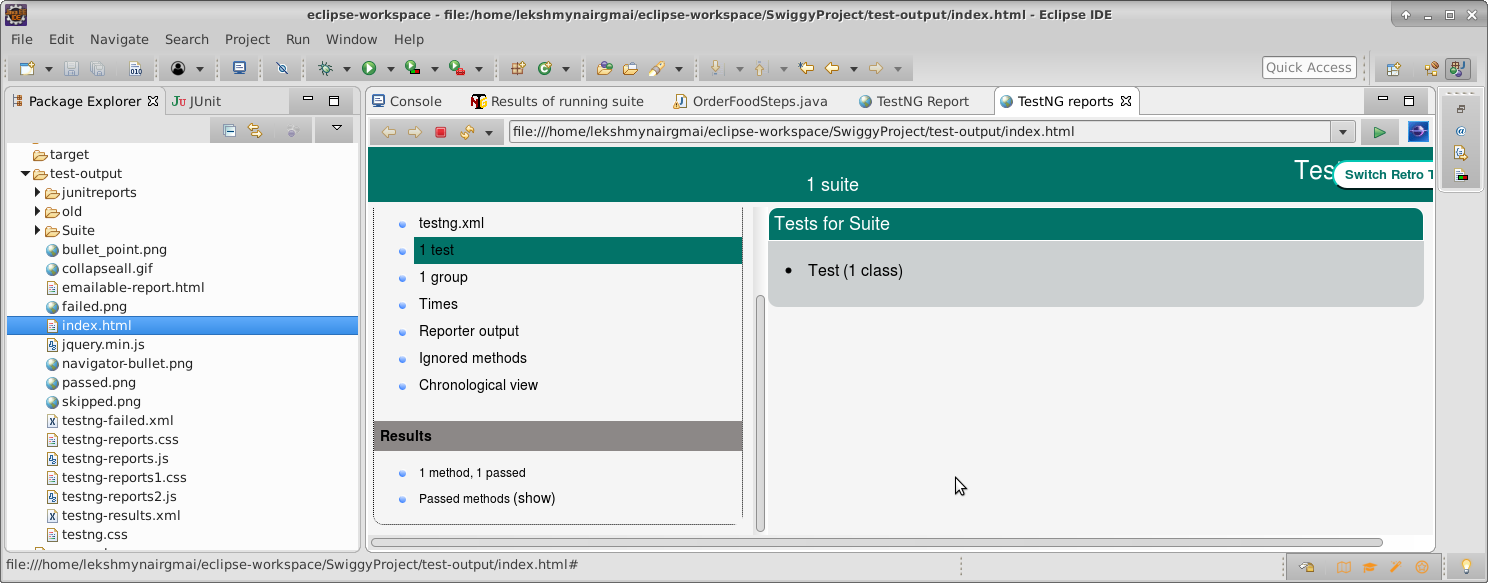 eclipse-workspace - file:/home/lekshmynairgmai/eclipse-workspace/SwiggyProject/test-output/index.html - Eclipse IDE
File Edit Navigate Search Project Run Window Help
010
Quick Access
Package Explorer
JU JUnit
Console
Results of running suite
OrderFoodSteps.java
TestNG Report
TestNG reports
file:///home/lekshmynairgmai/eclipse-workspace/SwiggyProject/test-output/index.html
target
test-output
junitreports
old
Suite
bullet_point.png
collapseall.gif
emailable-report.html
failed.png
index.html
jquery.min.js
navigator-bullet.png
passed.png
skipped.png
testng-failed.xml
testng-reports.css
testng-reports.js
testng-reports1.css
testng-reports2.js
testng-results.xml
testng.css
1 suite
Tes
Switch Retro T
testng.xml
1 test
1 group
Times
Reporter output
Ignored methods
Chronological view
Results
1 method, 1 passed
Passed methods (show)
Tests for Suite
Test (1 class)
file:///home/lekshmynairgmai/eclipse-workspace/SwiggyProject/test-output/index.html#